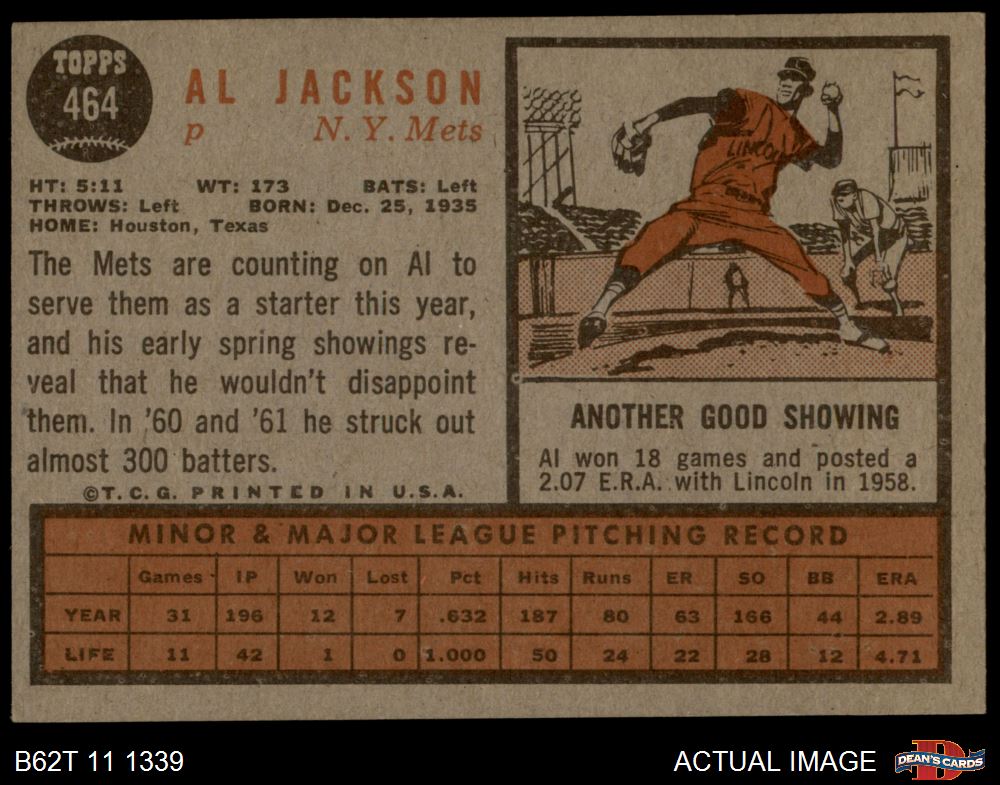 TOPPS
464
AL JACKSON
p N. Y. Mets
HT: 5:11 WT: 173 BATS: Left
THROWS: Left BORN: Dec. 25, 1935
HOME: Houston, Texas
The Mets are counting on Al to
serve them as a starter this year,
and his early spring showings re-
veal that he wouldn't disappoint
them. In '60 and '61 he struck out
almost 300 batters.
©T.C.G. PRINTED IN U.S.A.
LINCOL
ANOTHER GOOD SHOWING
Al won 18 games and posted a
2.07 E.R.A. with Lincoln in 1958.
MINOR & MAJOR LEAGUE PITCHING RECORD
Games IP Won Lost Pct Hits Runs ER SO BB ERA
YEAR 31 196 12 7 .632 187 80 63 166 44 2.89
LIFE 11 42 1 0 1.000 50 24 22 28 12 4.71
B62T 11 1339
ACTUAL IMAGE
DEAN'S CARDS